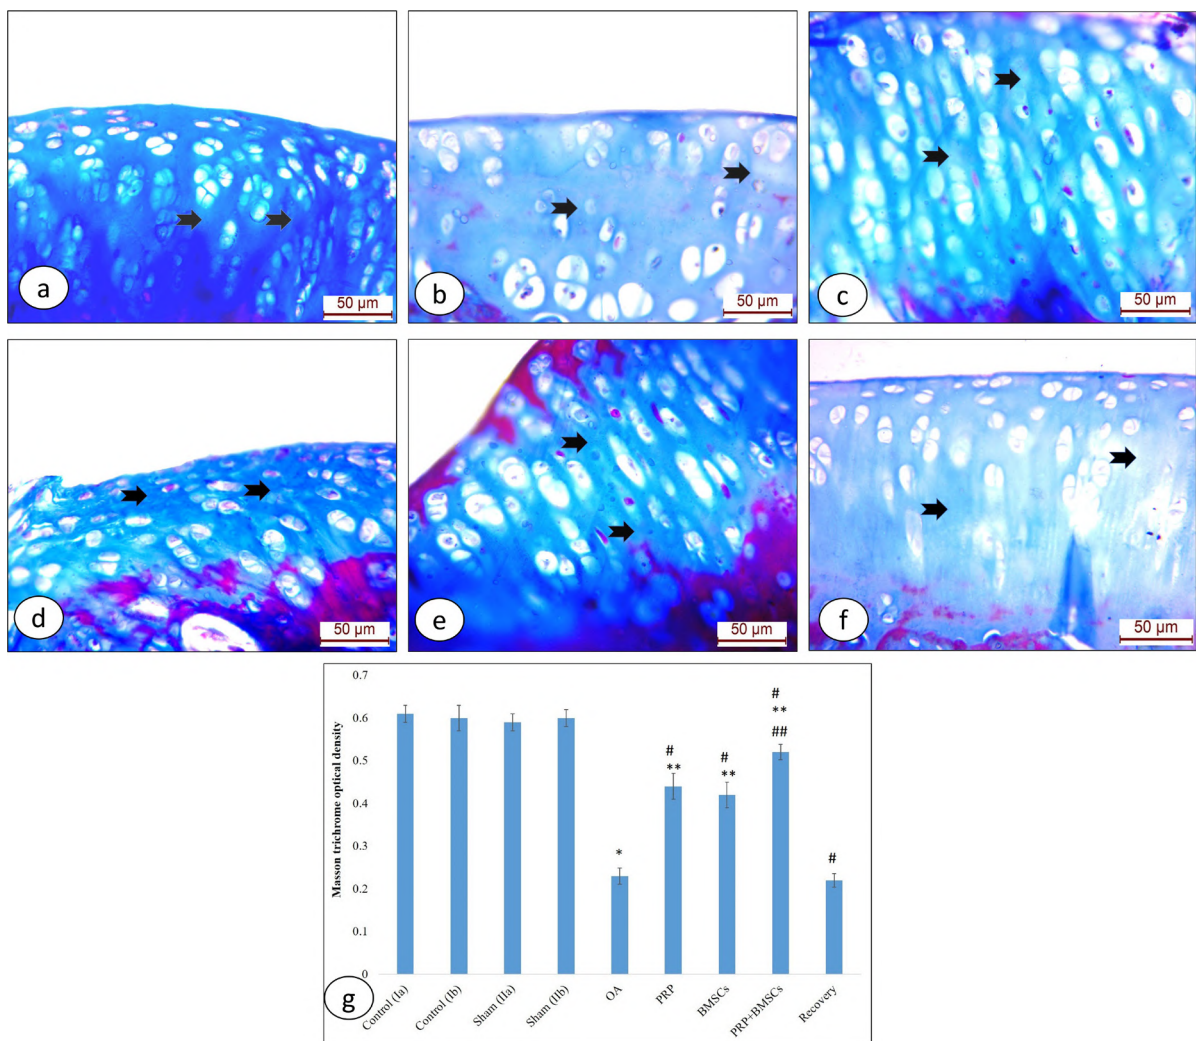 a
50 µm
b
50 µm
c
50 µm
d
50 µm
e
50 µm
f
50 µm
Masson trichrome optical density
0.7
0.6
0.5
0.4
0.3
0.2
0.1
0
*
#
**
#
**
#
**
##
#
Control (Ia)
Control (Ib)
Sham (IIa)
Sham (IIb)
OA
PRP
BMSCs
PRP+BMSCs
Recovery
g